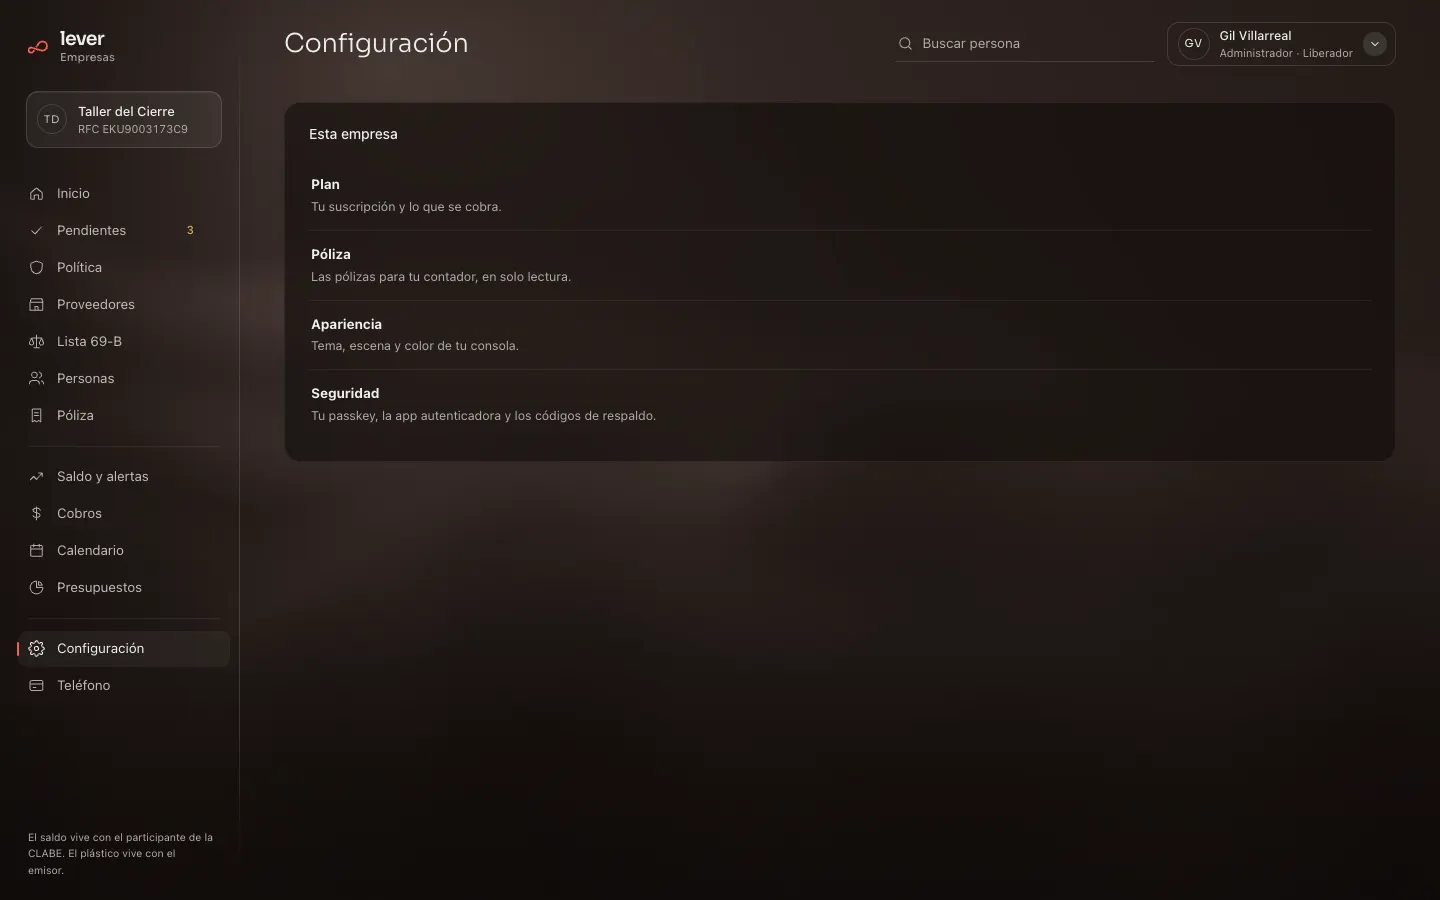 lever
Empresas
TD
Taller del Cierre
RFC EKU9003173C9
Inicio
Pendientes
3
Política
Proveedores
Lista 69-B
Personas
Póliza
Saldo y alertas
Cobros
Calendario
Presupuestos
Configuración
Teléfono
El saldo vive con el participante de la
CLABE. El plástico vive con el
emisor.
Configuración
Buscar persona
GV
Gil Villarreal
Administrador · Liberador
Esta empresa
Plan
Tu suscripción y lo que se cobra.
Póliza
Las pólizas para tu contador, en solo lectura.
Apariencia
Tema, escena y color de tu consola.
Seguridad
Tu passkey, la app autenticadora y los códigos de respaldo.